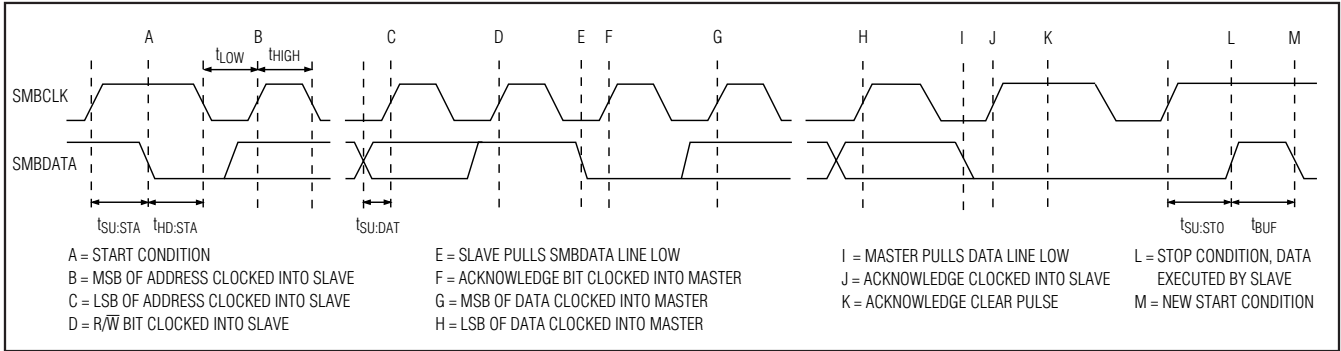 A B C D E F G H I J K L M
tLOW tHIGH
SMBCLK
SMBDATA
tSU:STA tHD:STA tSU:DAT tSU:STO tBUF
A = START CONDITION
B = MSB OF ADDRESS CLOCKED INTO SLAVE
C = LSB OF ADDRESS CLOCKED INTO SLAVE
D = R/W̅ BIT CLOCKED INTO SLAVE
E = SLAVE PULLS SMBDATA LINE LOW
F = ACKNOWLEDGE BIT CLOCKED INTO MASTER
G = MSB OF DATA CLOCKED INTO MASTER
H = LSB OF DATA CLOCKED INTO MASTER
I = MASTER PULLS DATA LINE LOW
J = ACKNOWLEDGE CLOCKED INTO SLAVE
K = ACKNOWLEDGE CLEAR PULSE
L = STOP CONDITION, DATA
EXECUTED BY SLAVE
M = NEW START CONDITION